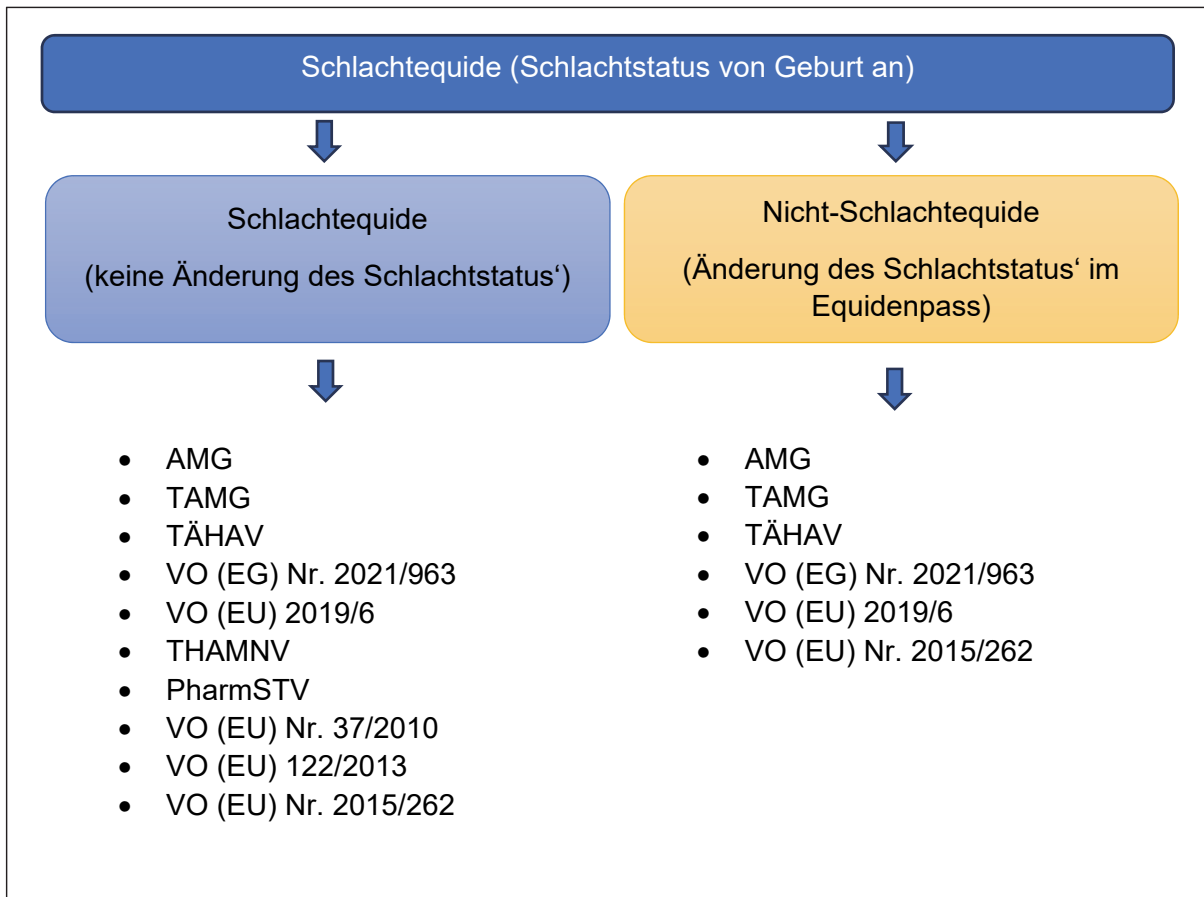 Schlachtequide (Schlachtstatus von Geburt an)
Schlachtequide
(keine Änderung des Schlachtstatus‘)
Nicht-Schlachtequide
(Änderung des Schlachtstatus‘ im
Equidenpass)
• AMG
• TAMG
• TÄHAV
• VO (EG) Nr. 2021/963
• VO (EU) 2019/6
• THAMNV
• PharmSTV
• VO (EU) Nr. 37/2010
• VO (EU) 122/2013
• VO (EU) Nr. 2015/262
• AMG
• TAMG
• TÄHAV
• VO (EG) Nr. 2021/963
• VO (EU) 2019/6
• VO (EU) Nr. 2015/262